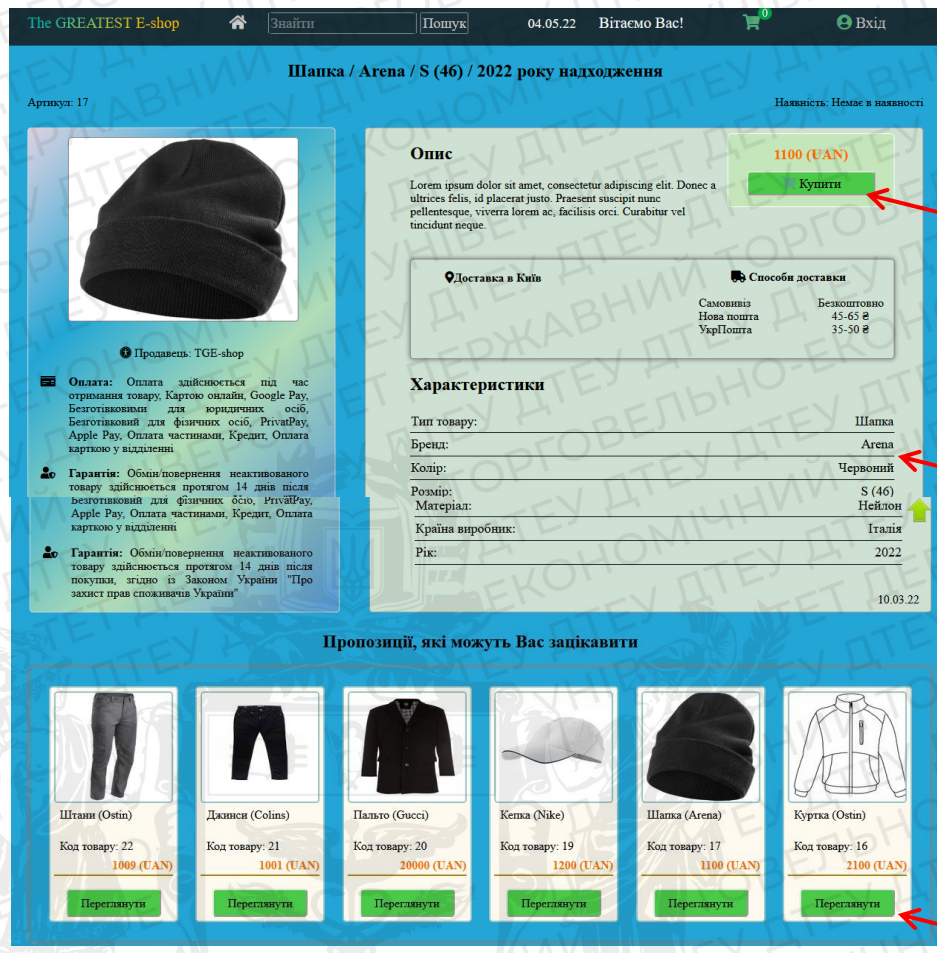 The GREATEST E-shop Знайти Пошук 04.05.22 Вітаємо Вас! 0 Вхід
Шапка / Arena / S (46) / 2022 року надходження
Артикул: 17 Наявність: Немає в наявності
Продавець: TGE-shop
Оплата: Оплата здійснюється під час
отримання товару, Картою онлайн, Google Pay,
Безготівковими для юридичних осіб,
Безготівковий для фізичних осіб, PrivatPay,
Apple Pay, Оплата частинами, Кредит, Оплата
карткою у відділенні
Гарантія: Обмін/повернення неактивованого
товару здійснюється протягом 14 днів після
Безготівковий для фізичних осіб, PrivatPay,
Apple Pay, Оплата частинами, Кредит, Оплата
карткою у відділенні
Гарантія: Обмін/повернення неактивованого
товару здійснюється протягом 14 днів після
покупки, згідно із Законом України "Про
захист прав споживачів України"
Опис
Lorem ipsum dolor sit amet, consectetur adipiscing elit. Donec a
ultrices felis, id placerat justo. Praesent suscipit nunc
pellentesque, viverra lorem ac, facilisis orci. Curabitur vel
tincidunt neque.
1100 (UAN)
Купити
Доставка в Київ
Способи доставки
Самовивіз Безкоштовно
Нова пошта 45-65 ₴
УкрПошта 35-50 ₴
Характеристики
Тип товару: Шапка
Бренд: Arena
Колір: Червоний
Розмір: S (46)
Матеріал: Нейлон
Країна виробник: Італія
Рік: 2022
10.03.22
Пропозиції, які можуть Вас зацікавити
Штани (Ostin) Джинси (Colins) Пальто (Gucci) Кепка (Nike) Шапка (Arena) Куртка (Ostin)
Код товару: 22 Код товару: 21 Код товару: 20 Код товару: 19 Код товару: 17 Код товару: 16
1009 (UAN) 1001 (UAN) 20000 (UAN) 1200 (UAN) 1100 (UAN) 2100 (UAN)
Переглянути Переглянути Переглянути Переглянути Переглянути Переглянути